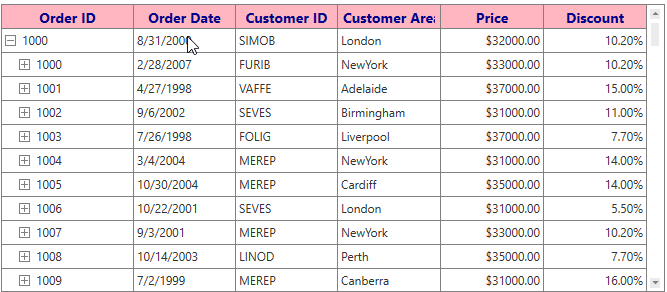 Order ID Order Date Customer ID Customer Area Price Discount
1000 SIMOB London $32000.00 10.20%
1000 2/28/2007 FURIB NewYork $33000.00 10.20%
1001 4/27/1998 VAFFE Adelaide $37000.00 15.00%
1002 9/6/2002 SEVES Birmingham $31000.00 11.00%
1003 7/26/1998 FOLIG Liverpool $37000.00 7.70%
1004 3/4/2004 MEREP NewYork $31000.00 14.00%
1005 10/30/2004 MEREP Cardiff $35000.00 14.00%
1006 10/22/2001 SEVES London $31000.00 5.50%
1007 9/3/2001 MEREP NewYork $33000.00 10.20%
1008 10/14/2003 LINOD Perth $35000.00 7.70%
1009 7/2/1999 MEREP Canberra $31000.00 16.00%